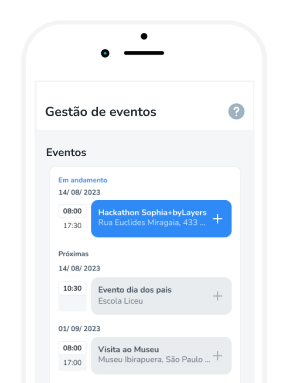 Gestão de eventos
?
Eventos
Em andamento
14/ 08/ 2023
08:00
17:30
Hackathon Sophia+byLayers
Rua Euclides Miragaia, 433 ...
Próximas
14/ 08/ 2023
10:30
Evento dia dos pais
Escola Liceu
01/ 09/ 2023
08:00
17:00
Visita ao Museu
Museu Ibirapuera, São Paulo ...